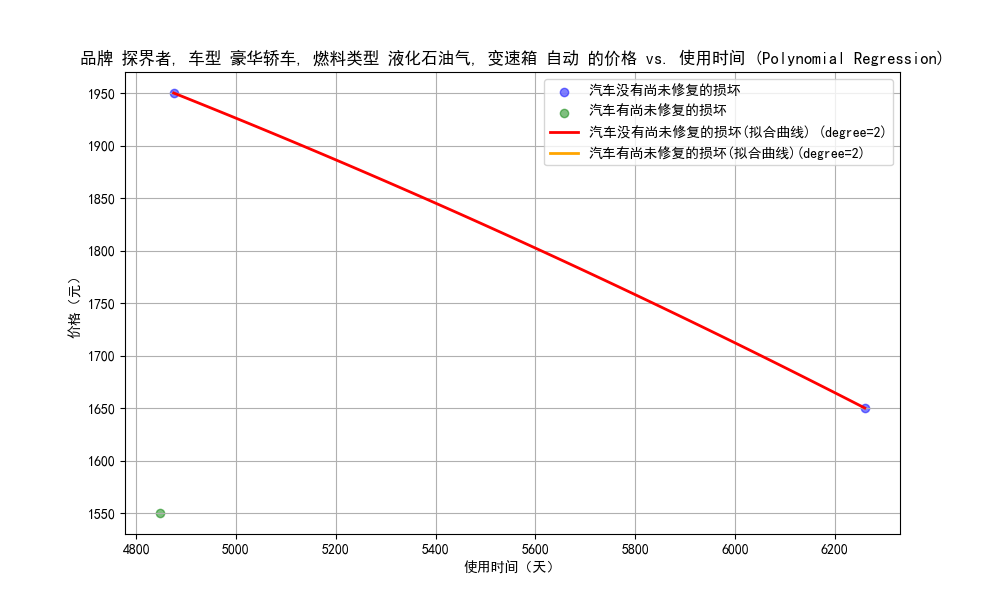 品牌 探界者, 车型 豪华轿车, 燃料类型 液化石油气, 变速箱 自动 的价格 vs. 使用时间 (Polynomial Regression)
汽车没有尚未修复的损坏
汽车有尚未修复的损坏
汽车没有尚未修复的损坏(拟合曲线) (degree=2)
汽车有尚未修复的损坏(拟合曲线)(degree=2)
价格（元）
1950
1900
1850
1800
1750
1700
1650
1600
1550
4800 5000 5200 5400 5600 5800 6000 6200
使用时间（天）